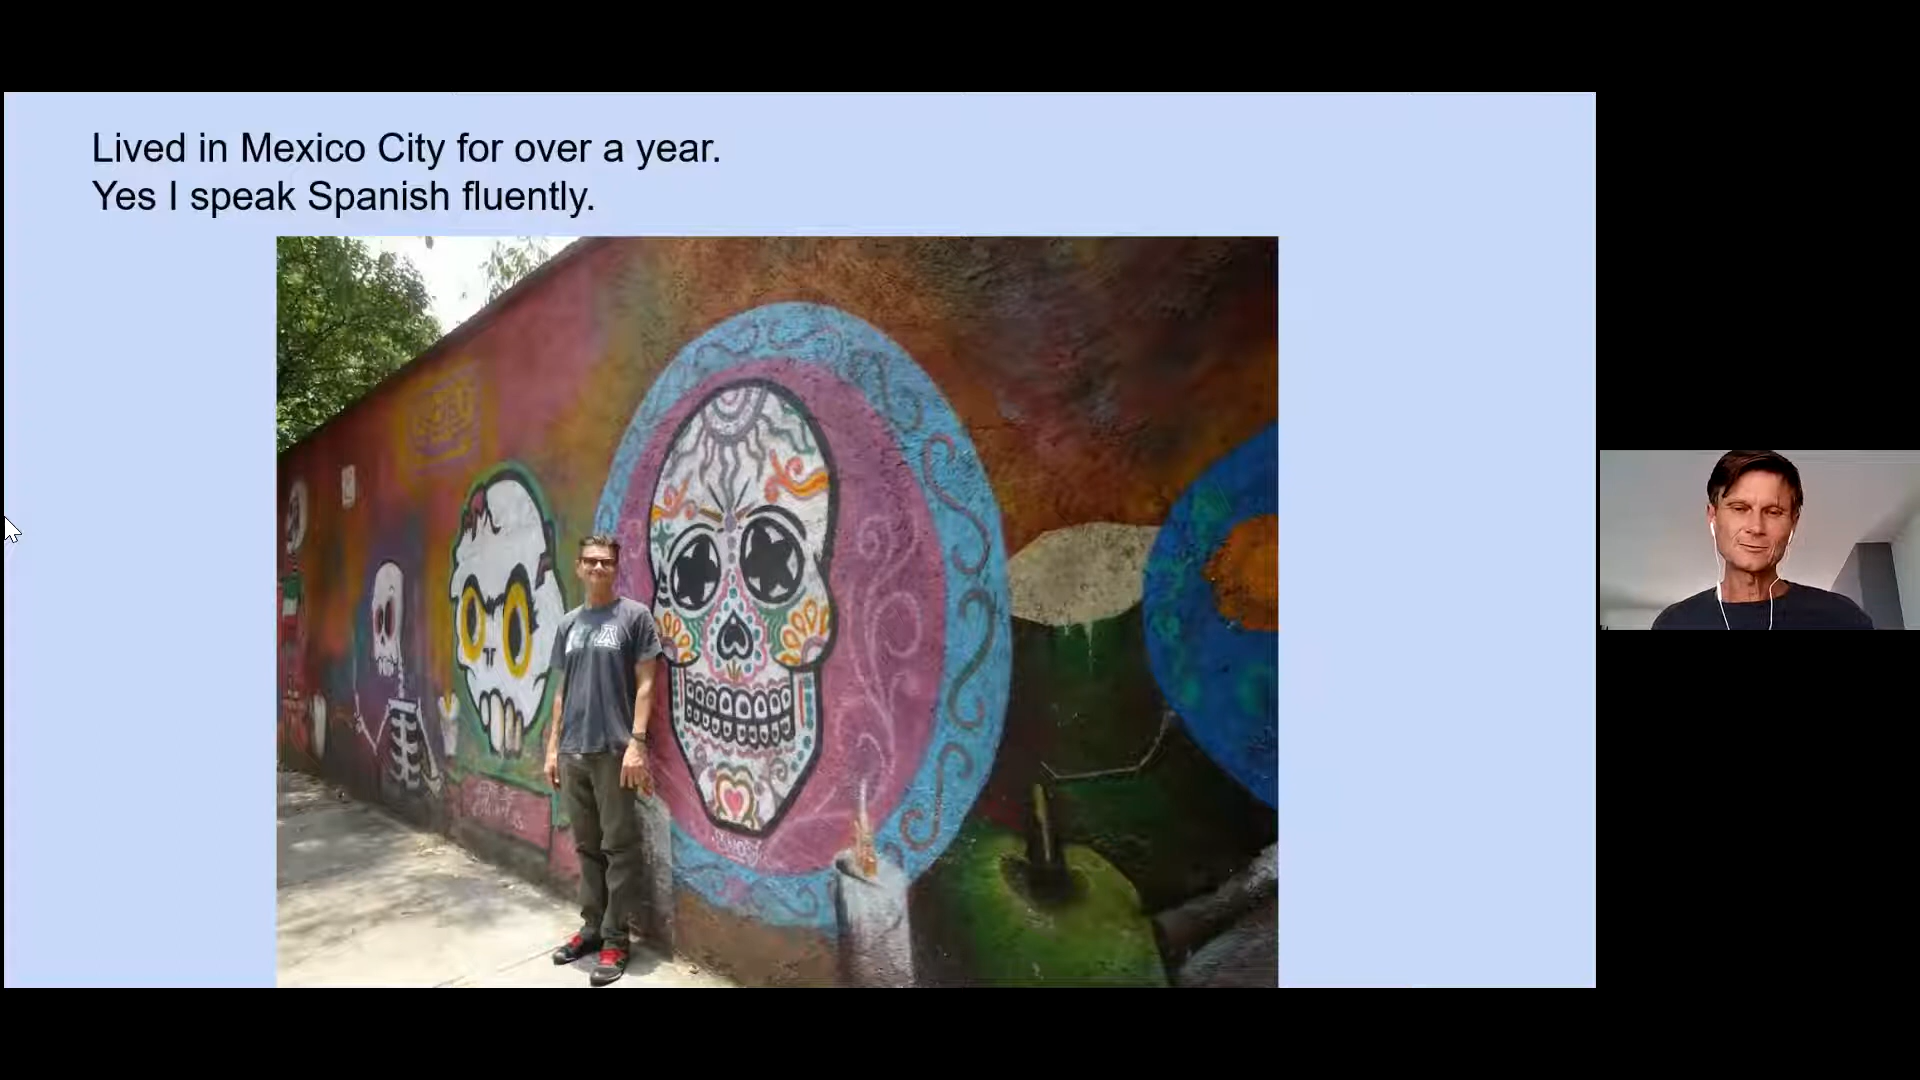 Lived in Mexico City for over a year.
Yes I speak Spanish fluently.
A